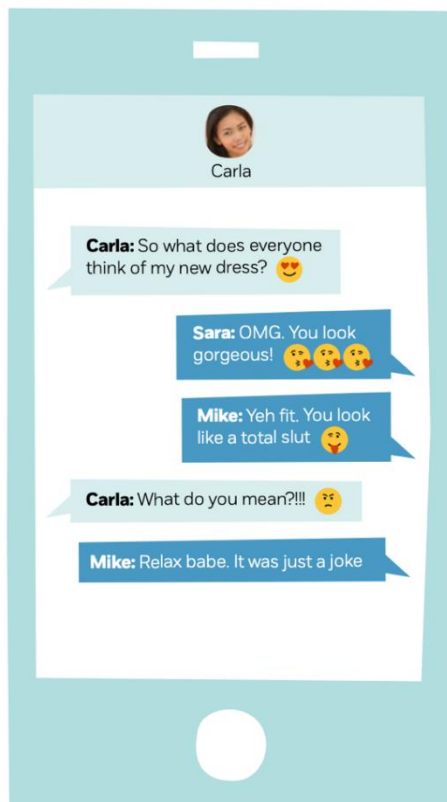 Carla
Carla: So what does everyone
think of my new dress? 😍
Sara: OMG. You look
gorgeous! 😘😘😘
Mike: Yeh fit. You look
like a total slut 😜
Carla: What do you mean?!!! 😠
Mike: Relax babe. It was just a joke